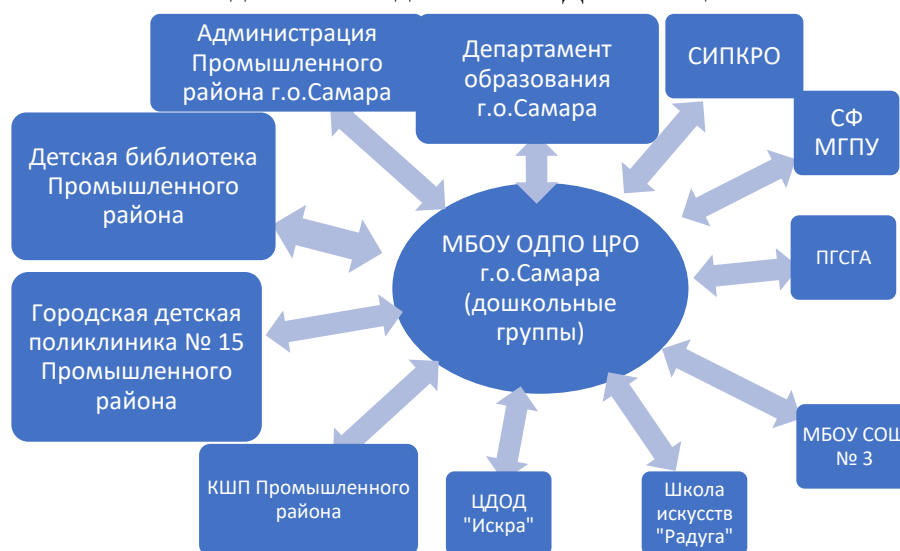 Администрация
Промышленного
района г.о.Самара
Департамент
образования
г.о.Самара
СИПКРО
СФ
МГПУ
Детская библиотека
Промышленного
района
МБОУ ОДПО ЦРО
г.о.Самара
(дошкольные
группы)
ПГСГА
Городская детская
поликлиника № 15
Промышленного
района
МБОУ СОШ
№ 3
КШП Промышленного
района
ЦДОД
"Искра"
Школа
искусств
"Радуга"